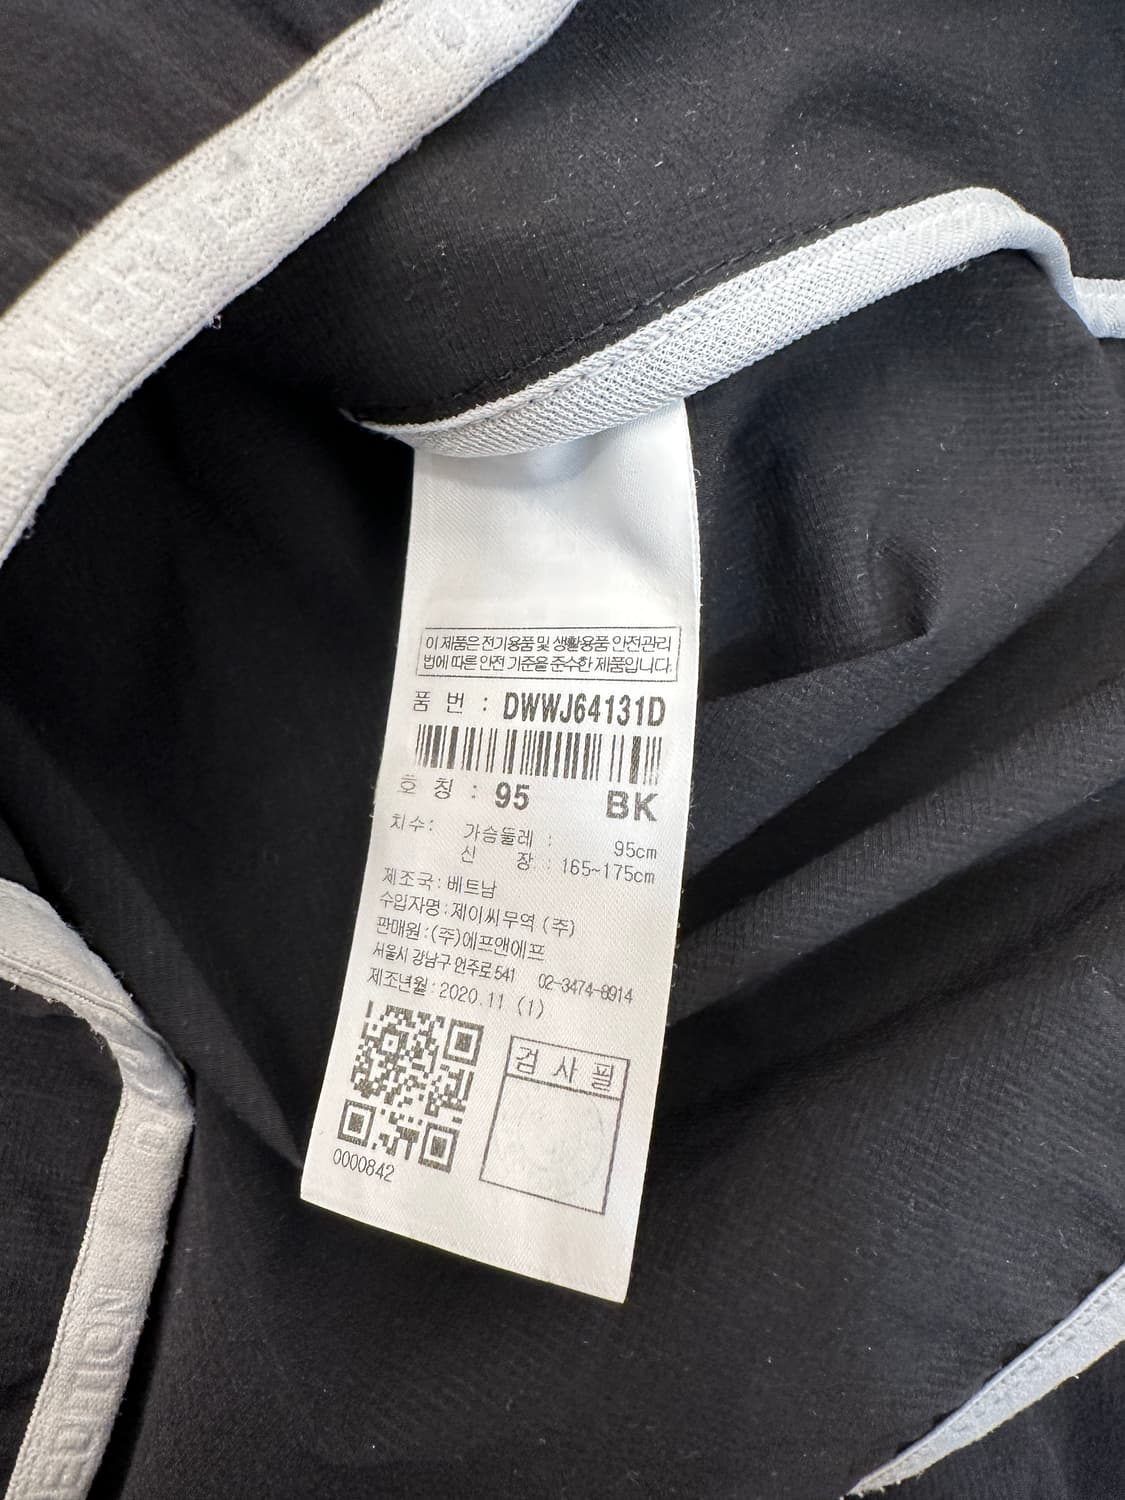 이 제품은 전기용품 및 생활용품 안전관리
법에 따른 안전 기준을 준수한 제품입니다.
품 번 : DWWJ64131D
호 칭 : 95 BK
치수: 가슴둘레 : 95cm
신 장 : 165~175cm
제조국 : 베트남
수입자명 : 제이씨무역 (주)
판매원 : (주)에프앤에프
서울시 강남구 언주로 541 02-3474-8914
제조년월 : 2020.11 (1)
검 사 필
0000842
EDITION